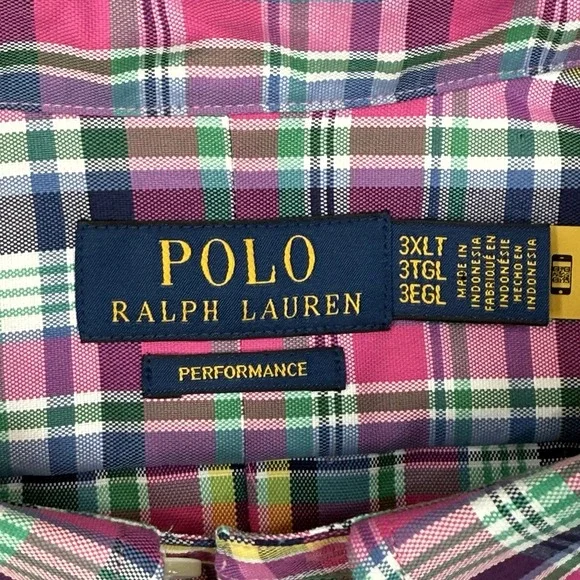 POLO
RALPH LAUREN
3XLT
3TGL
3EGL
MADE IN
INDONESIA
FABRIQUÉ EN
INDONÉSIE
HECHO EN
INDONESIA
PERFORMANCE